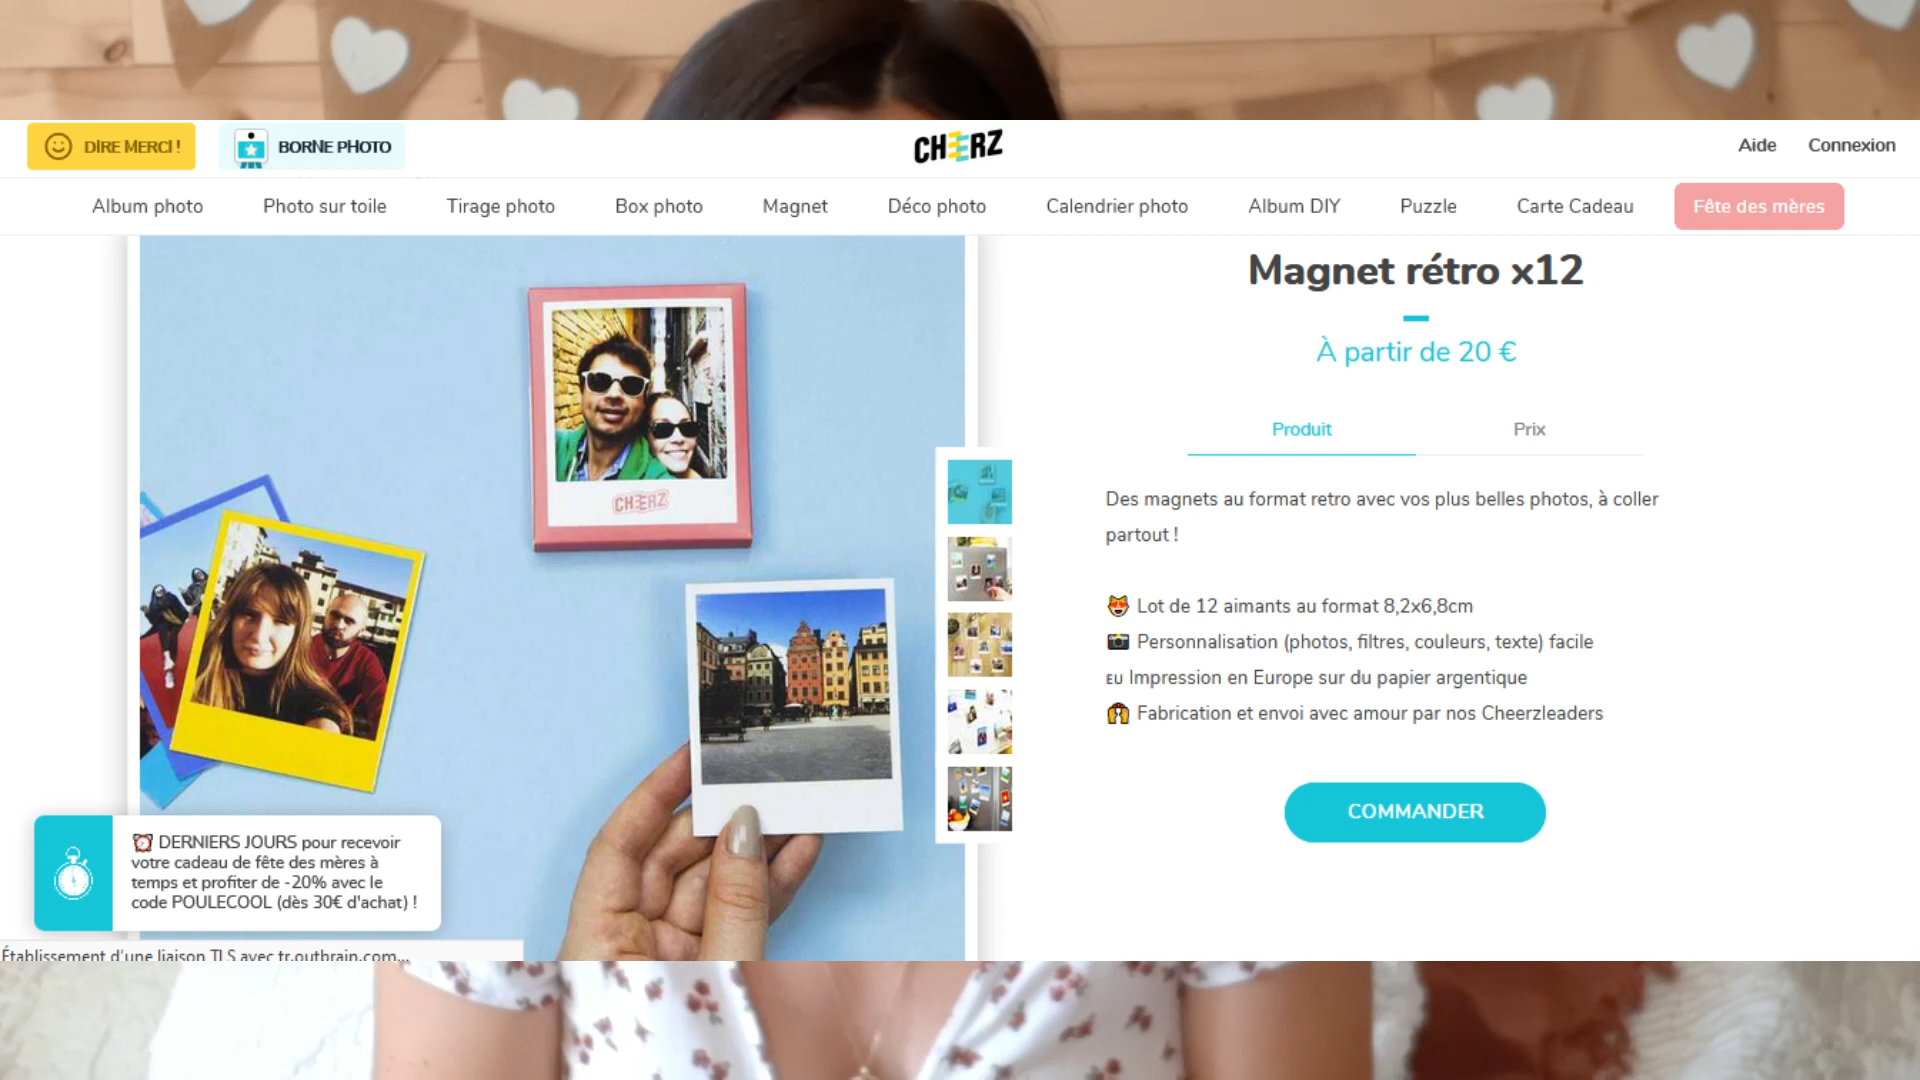 DIRE MERCI !
BORNE PHOTO
CHEERZ
Aide
Connexion
Album photo
Photo sur toile
Tirage photo
Box photo
Magnet
Déco photo
Calendrier photo
Album DIY
Puzzle
Carte Cadeau
Fête des mères
CHEERZ
Magnet rétro x12
À partir de 20 €
Produit
Prix
Des magnets au format retro avec vos plus belles photos, à coller
partout !
😻 Lot de 12 aimants au format 8,2x6,8cm
📸 Personnalisation (photos, filtres, couleurs, texte) facile
EU Impression en Europe sur du papier argentique
Fabrication et envoi avec amour par nos Cheerzleaders
COMMANDER
⏰ DERNIERS JOURS pour recevoir
votre cadeau de fête des mères à
temps et profiter de -20% avec le
code POULECOOL (dès 30€ d'achat) !
Établissement d'une liaison TLS avec tr.outbrain.com...